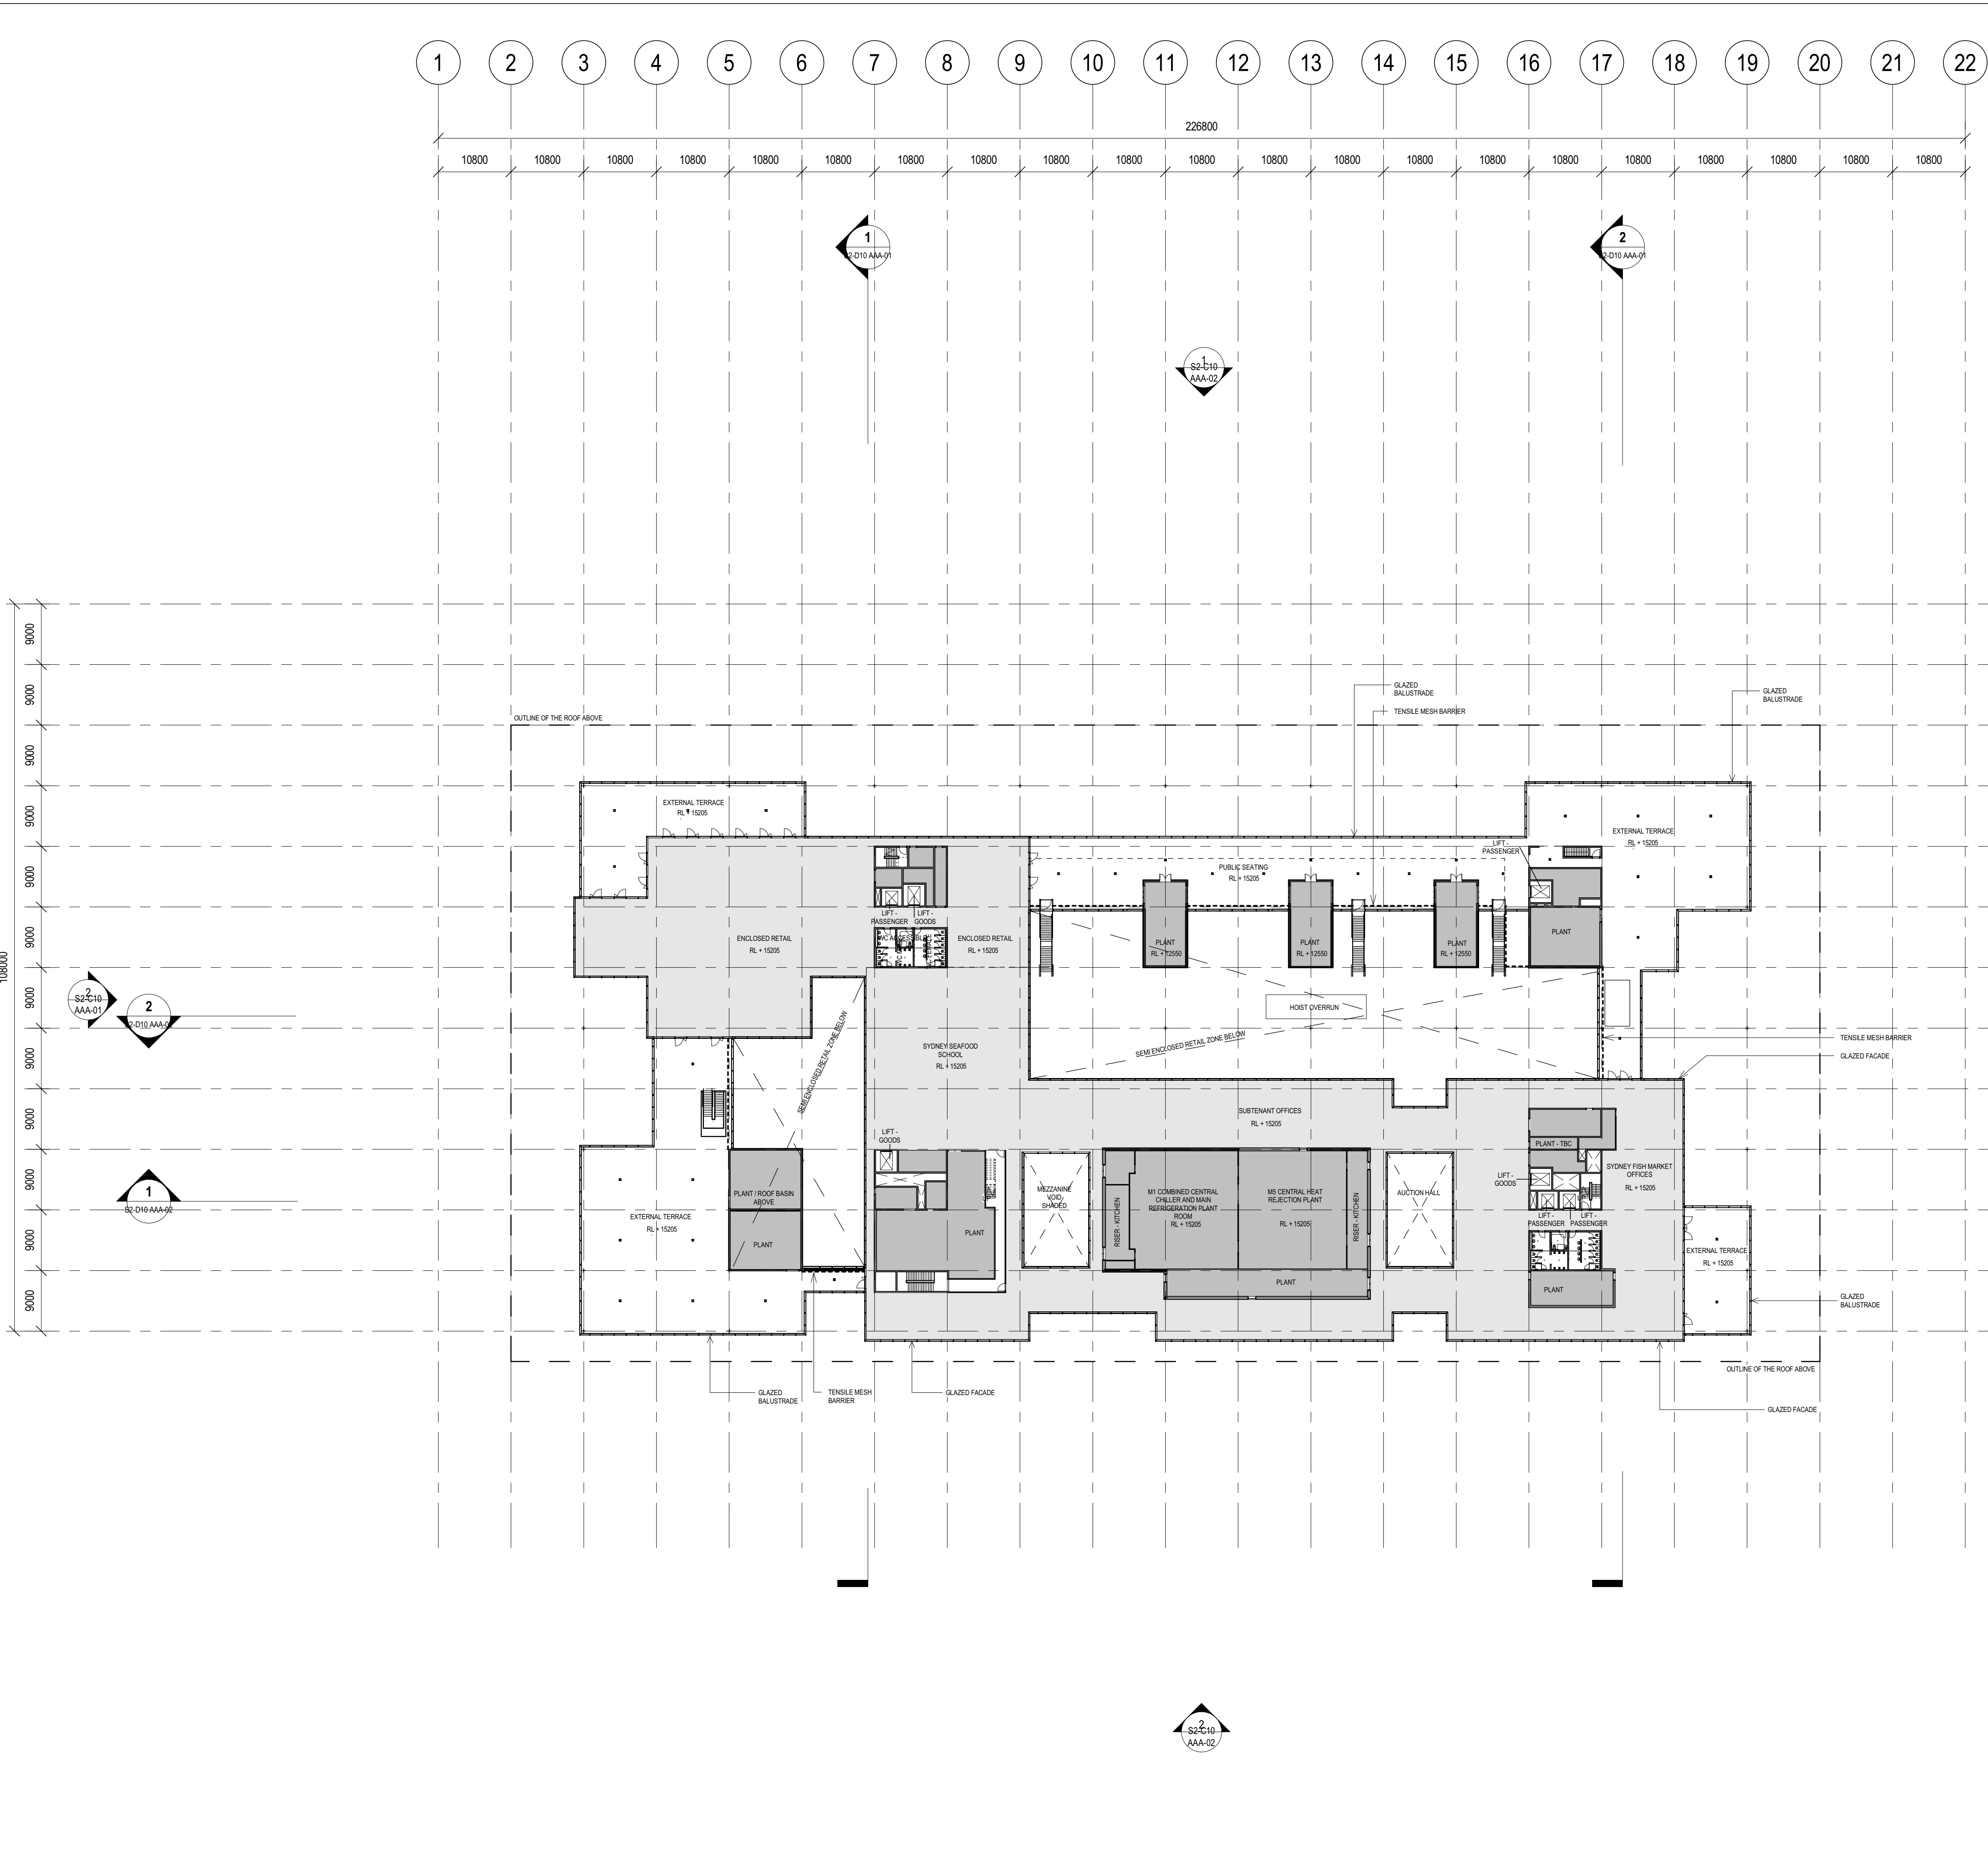 1 2 3 4 5 6 7 8 9 10 11 12 13 14 15 16 17 18 19 20 21 22
226800
10800 10800 10800 10800 10800 10800 10800 10800 10800 10800 10800 10800 10800 10800 10800 10800 10800 10800 10800 10800 10800
1
S2-D10 AAA-01
2
S2-D10 AAA-01
1
S2-C10
AAA-02
108000
9000
9000
9000
9000
9000
9000
9000
9000
9000
9000
9000
9000
GLAZED
BALUSTRADE
TENSILE MESH BARRIER
GLAZED
BALUSTRADE
OUTLINE OF THE ROOF ABOVE
EXTERNAL TERRACE
RL + 15205
EXTERNAL TERRACE
RL + 15205
LIFT -
PASSENGER
PUBLIC SEATING
RL + 15205
LIFT -
PASSENGER
LIFT -
GOODS
WC ACCESSIBLE
ENCLOSED RETAIL
RL + 15205
ENCLOSED RETAIL
RL + 15205
PLANT
RL + 12550
PLANT
RL + 12550
PLANT
RL + 12550
PLANT
2
S2-C10
AAA-01
2
HOIST OVERRUN
SEMI ENCLOSED RETAIL ZONE BELOW
SEMI ENCLOSED RETAIL ZONE BELOW
SYDNEY SEAFOOD
SCHOOL
RL + 15205
TENSILE MESH BARRIER
GLAZED FACADE
SUBTENANT OFFICES
RL + 15205
LIFT -
GOODS
PLANT - TBC
SYDNEY FISH MARKET
OFFICES
RL + 15205
LIFT -
GOODS
1
S2-D10 AAA-02
PLANT / ROOF BASIN
ABOVE
MEZZANINE
VOID
SHADED
RISER - KITCHEN
M1 COMBINED CENTRAL
CHILLER AND MAIN
REFRIGERATION PLANT
ROOM
RL + 15205
M5 CENTRAL HEAT
REJECTION PLANT
RL + 15205
RISER - KITCHEN
AUCTION HALL
LIFT -
PASSENGER
LIFT -
PASSENGER
EXTERNAL TERRACE
RL + 15205
PLANT
PLANT
EXTERNAL TERRACE
RL + 15205
PLANT
PLANT
GLAZED
BALUSTRADE
OUTLINE OF THE ROOF ABOVE
GLAZED
BALUSTRADE
TENSILE MESH
BARRIER
GLAZED FACADE
GLAZED FACADE
2
S2-C10
AAA-02